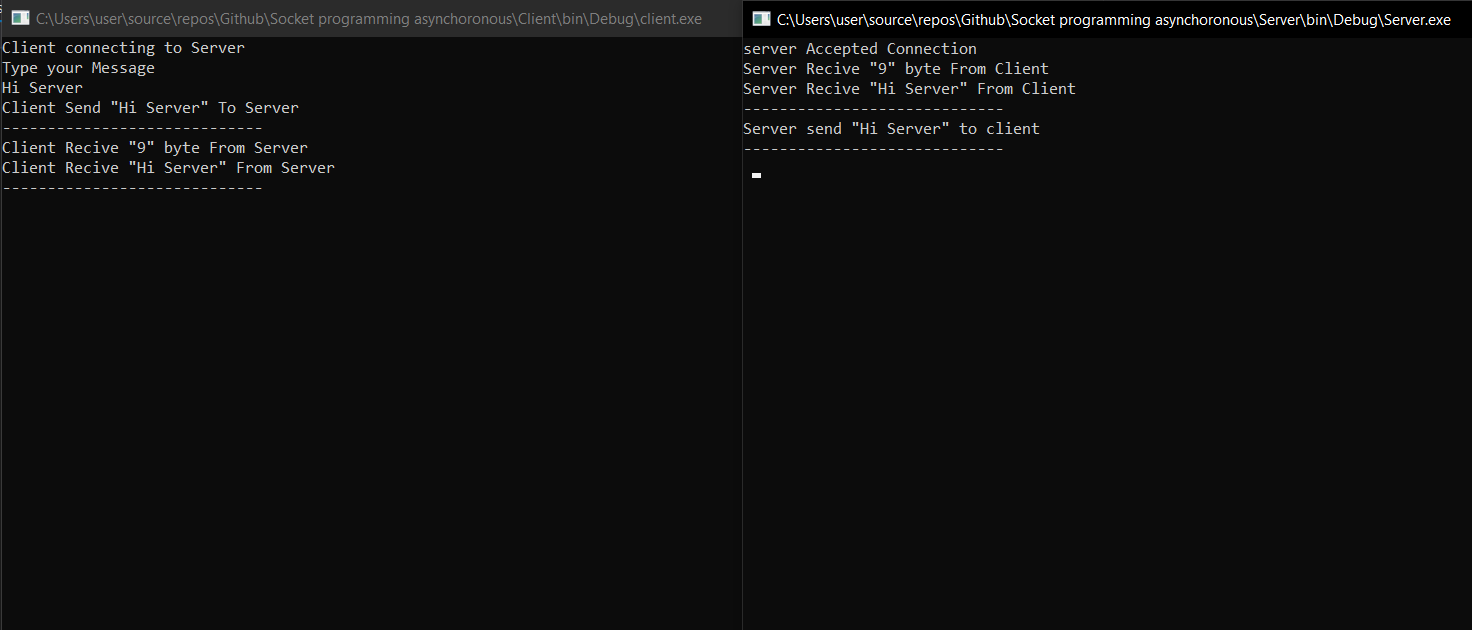 C:\Users\user\source\repos\Github\Socket programming asynchoronous\Client\bin\Debug\client.exe
Client connecting to Server
Type your Message
Hi Server
Client Send "Hi Server" To Server
-----------------------------
Client Recive "9" byte From Server
Client Recive "Hi Server" From Server
-----------------------------
C:\Users\user\source\repos\Github\Socket programming asynchoronous\Server\bin\Debug\Server.exe
server Accepted Connection
Server Recive "9" byte From Client
Server Recive "Hi Server" From Client
-----------------------------
Server send "Hi Server" to client
-----------------------------